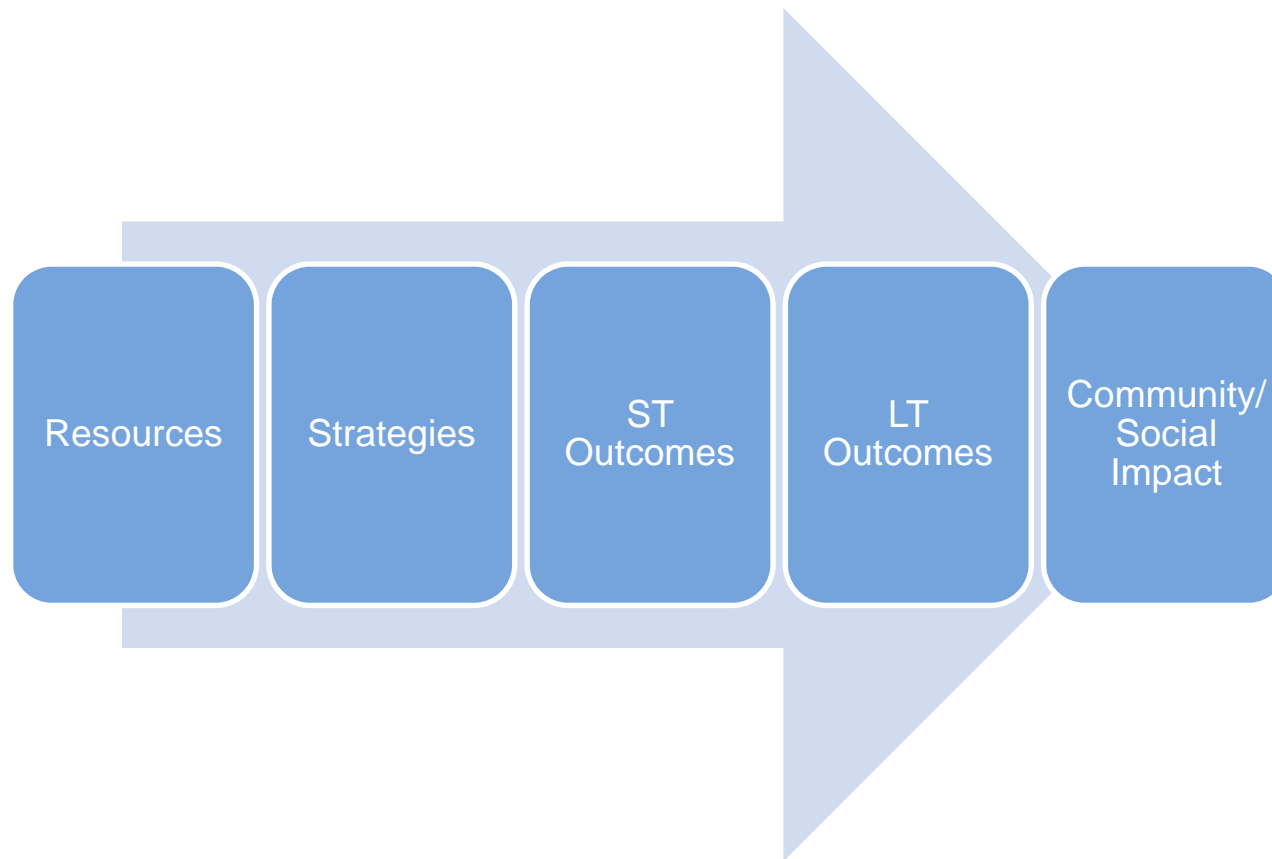 Resources
Strategies
ST
Outcomes
LT
Outcomes
Community/
Social
Impact